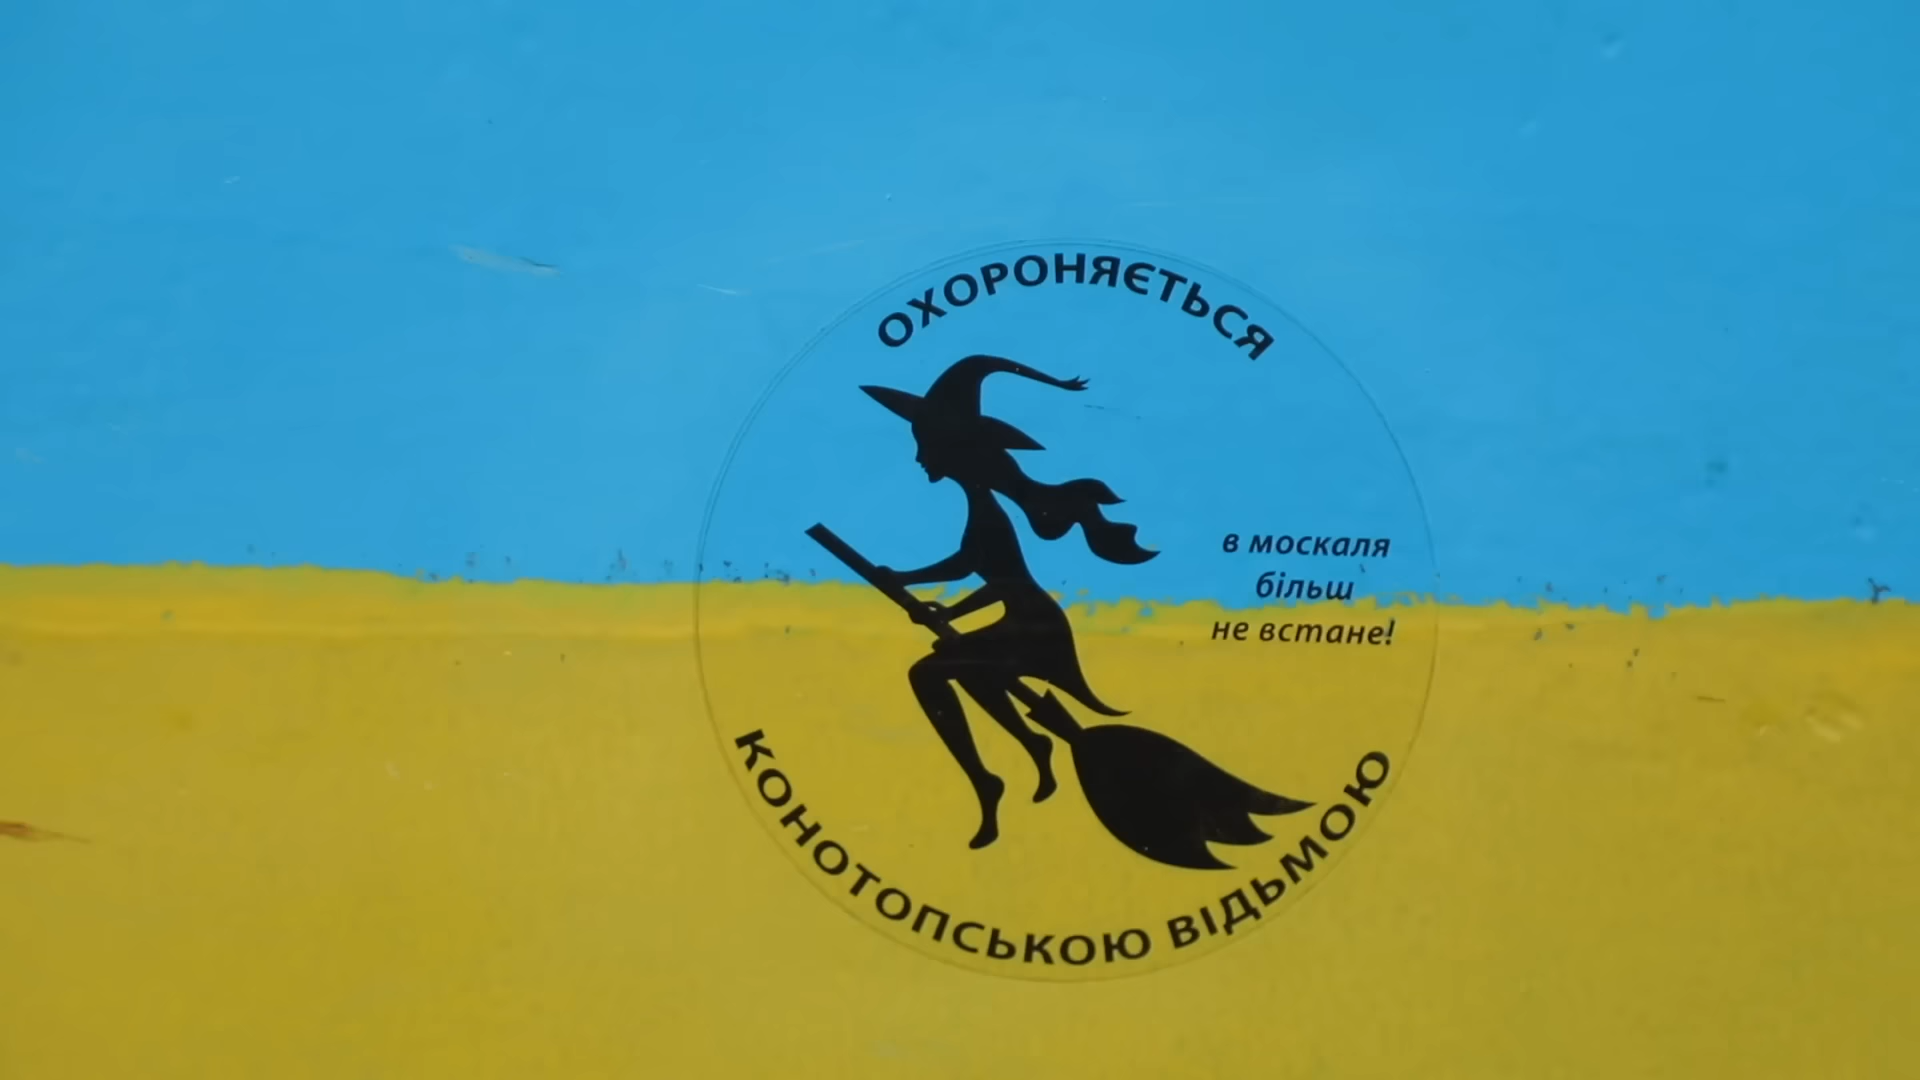 ОХОРОНЯЄТЬСЯ
в москаля
більш
не встане!
КОНОТОПСЬКОЮ ВІДЬМОЮ